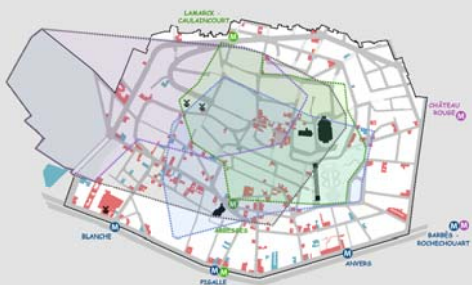 LAMARCK -
CAULAINCOURT
M
CHÂTEAU
ROUGE M
ABBESSES
M
BLANCHE
M
M M
PIGALLE
M
ANVERS
M M
BARBÈS -
ROCHECHOUART